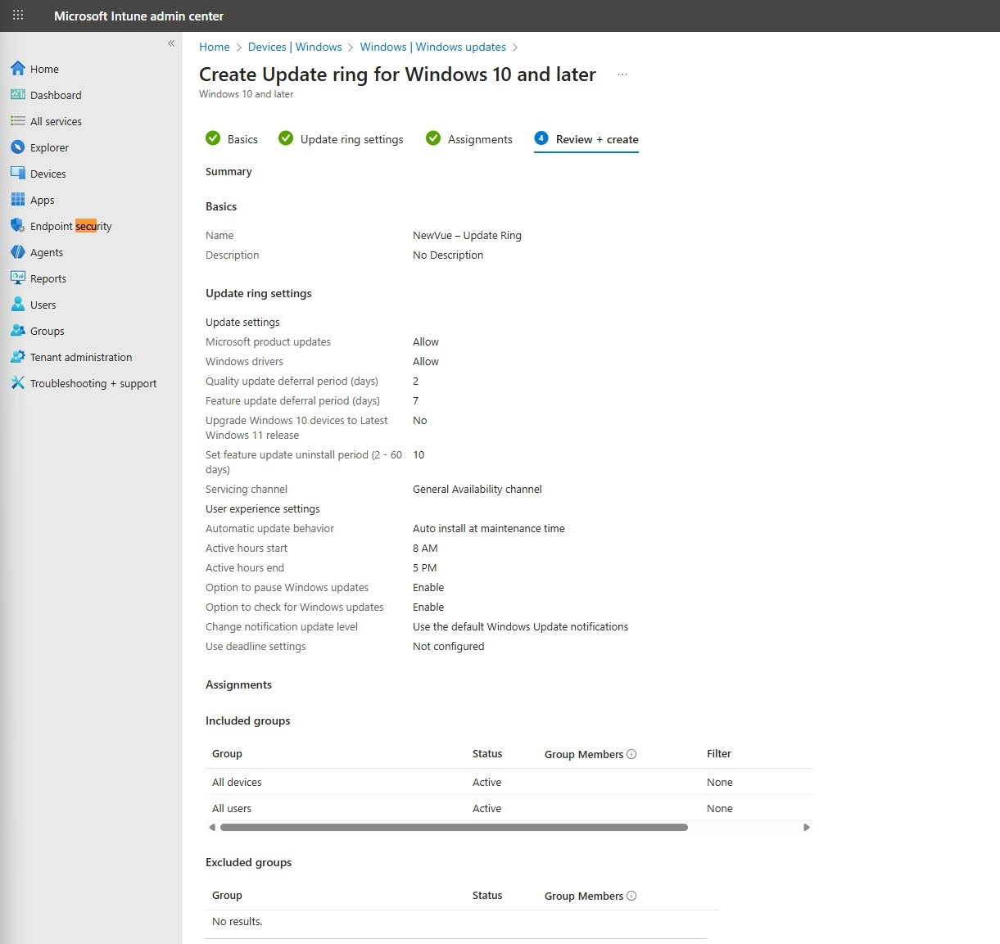 Microsoft Intune admin center
Home
Dashboard
All services
Explorer
Devices
Apps
Endpoint security
Agents
Reports
Users
Groups
Tenant administration
Troubleshooting + support
Home > Devices | Windows > Windows | Windows updates >
Create Update ring for Windows 10 and later ...
Windows 10 and later
Basics Update ring settings Assignments 4 Review + create
Summary
Basics
Name NewVue – Update Ring
Description No Description
Update ring settings
Update settings
Microsoft product updates Allow
Windows drivers Allow
Quality update deferral period (days) 2
Feature update deferral period (days) 7
Upgrade Windows 10 devices to Latest No
Windows 11 release
Set feature update uninstall period (2 - 60 10
days)
Servicing channel General Availability channel
User experience settings
Automatic update behavior Auto install at maintenance time
Active hours start 8 AM
Active hours end 5 PM
Option to pause Windows updates Enable
Option to check for Windows updates Enable
Change notification update level Use the default Windows Update notifications
Use deadline settings Not configured
Assignments
Included groups
Group Status Group Members Filter
All devices Active None
All users Active None
Excluded groups
Group Status Group Members
No results.